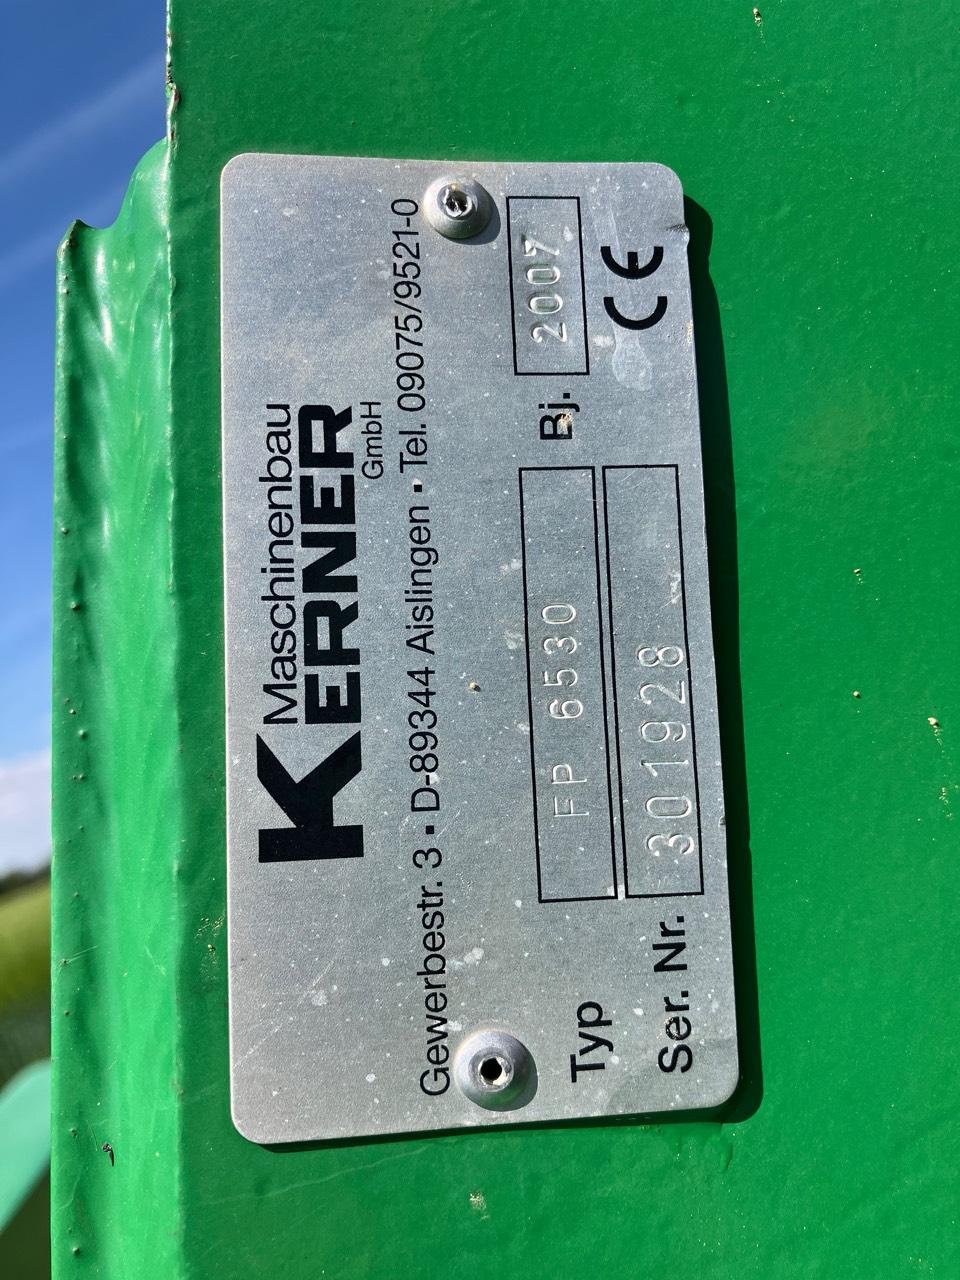 Maschinenbau
KERNER
GmbH
Gewerbestr. 3 • D-89344 Aislingen • Tel. 09075/9521-0
Typ FP 6530 Bj. 2007
Ser. Nr. 301928 CE